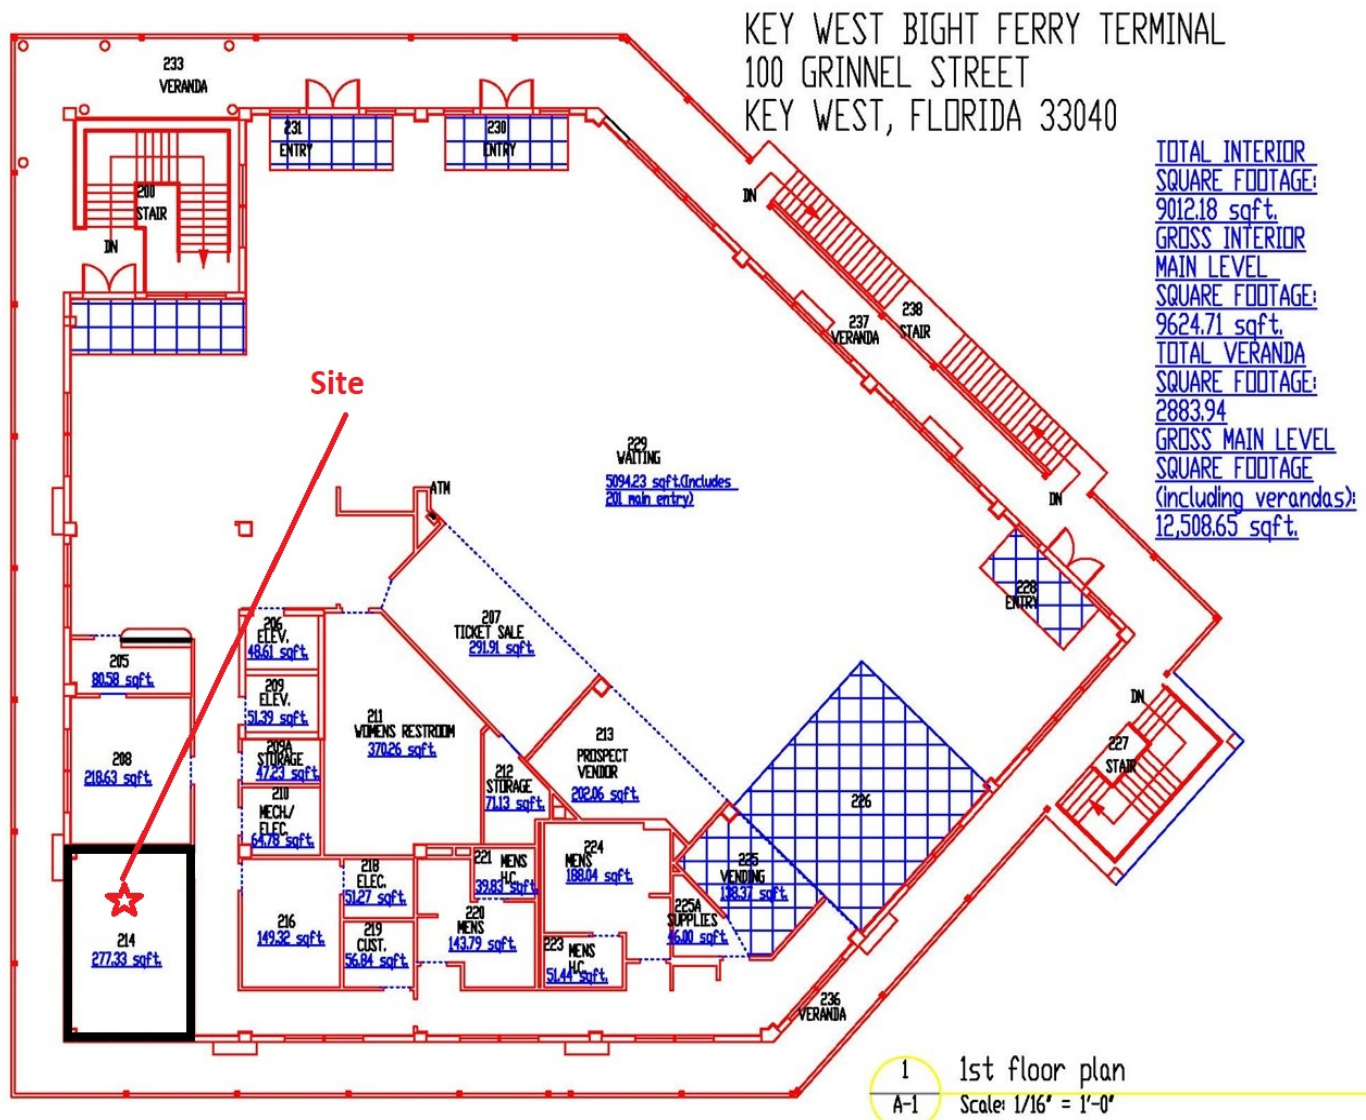 KEY WEST BIGHT FERRY TERMINAL
100 GRINNEL STREET
KEY WEST, FLORIDA 33040
TOTAL INTERIOR
SQUARE FOOTAGE:
9012.18 sqft.
GROSS INTERIOR
MAIN LEVEL
SQUARE FOOTAGE:
9624.71 sqft.
TOTAL VERANDA
SQUARE FOOTAGE:
2883.94
GROSS MAIN LEVEL
SQUARE FOOTAGE
(including verandas):
12,508.65 sqft.
233
VERANDA
231
ENTRY
230
ENTRY
200
STAIR
DN
DN
238
STAIR
237
VERANDA
Site
229
WAITING
5094.23 sqft.(Includes
201 main entry)
ATM
DN
228
ENTRY
207
TICKET SALE
291.91 sqft.
206
ELEV.
48.61 sqft.
205
80.58 sqft.
209
ELEV.
51.39 sqft.
211
WOMENS RESTROOM
370.26 sqft.
213
PROSPECT
VENDOR
202.06 sqft.
DN
227
STAIR
208
218.63 sqft.
209A
STORAGE
47.23 sqft.
212
STORAGE
71.13 sqft.
210
MECH./
ELEC.
64.78 sqft.
226
224
MENS
188.04 sqft.
225
VENDING
138.37 sqft.
221 MENS
H.C.
39.83 sqft.
218
ELEC.
51.27 sqft.
216
149.32 sqft.
220
MENS
143.79 sqft.
225A
SUPPLIES
46.00 sqft.
219
CUST.
56.84 sqft.
223 MENS
H.C.
51.44 sqft.
214
277.33 sqft.
236
VERANDA
1
A-1
1st floor plan
Scale: 1/16" = 1'-0"